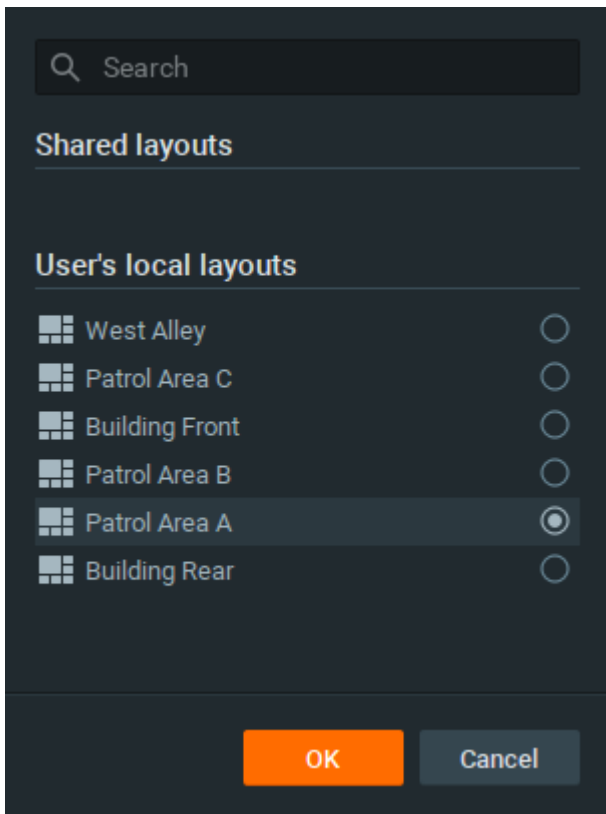 Search
Shared layouts
User's local layouts
West Alley
Patrol Area C
Building Front
Patrol Area B
Patrol Area A
Building Rear
OK Cancel